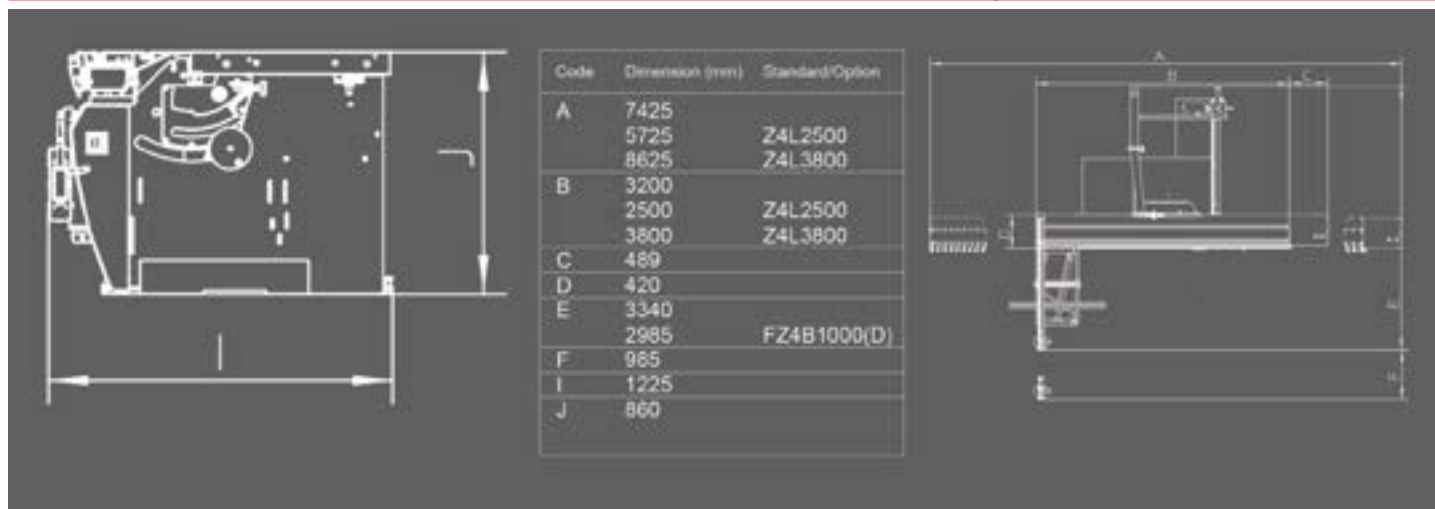 J
I
Code Dimension (mm) Standard/Option
A 7425
5725 Z4L2500
8625 Z4L3800
B 3200
2500 Z4L2500
3800 Z4L3800
C 489
D 420
E 3340
2985 FZ4B1000(D)
F 985
I 1225
J 860
A
B C